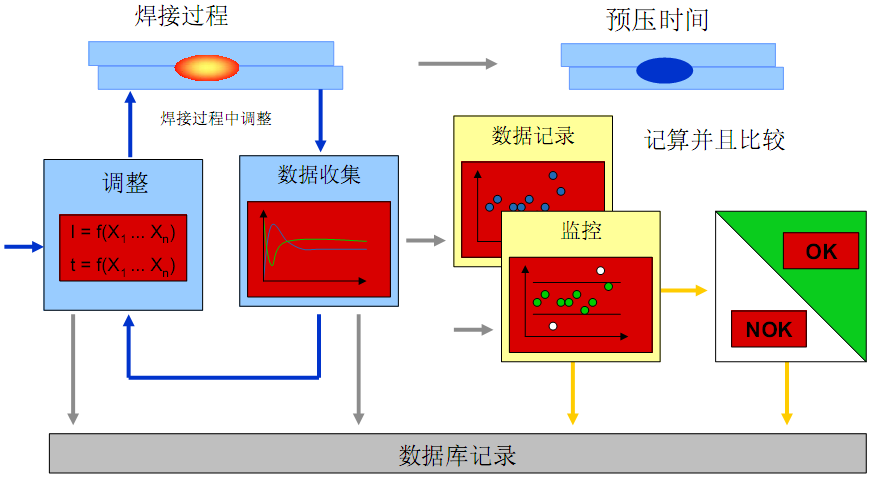 焊接过程
预压时间
焊接过程中调整
数据记录
记算并且比较
调整
数据收集
I = f(X1 ... Xn)
t = f(X1 ... Xn)
监控
OK
NOK
数据库记录